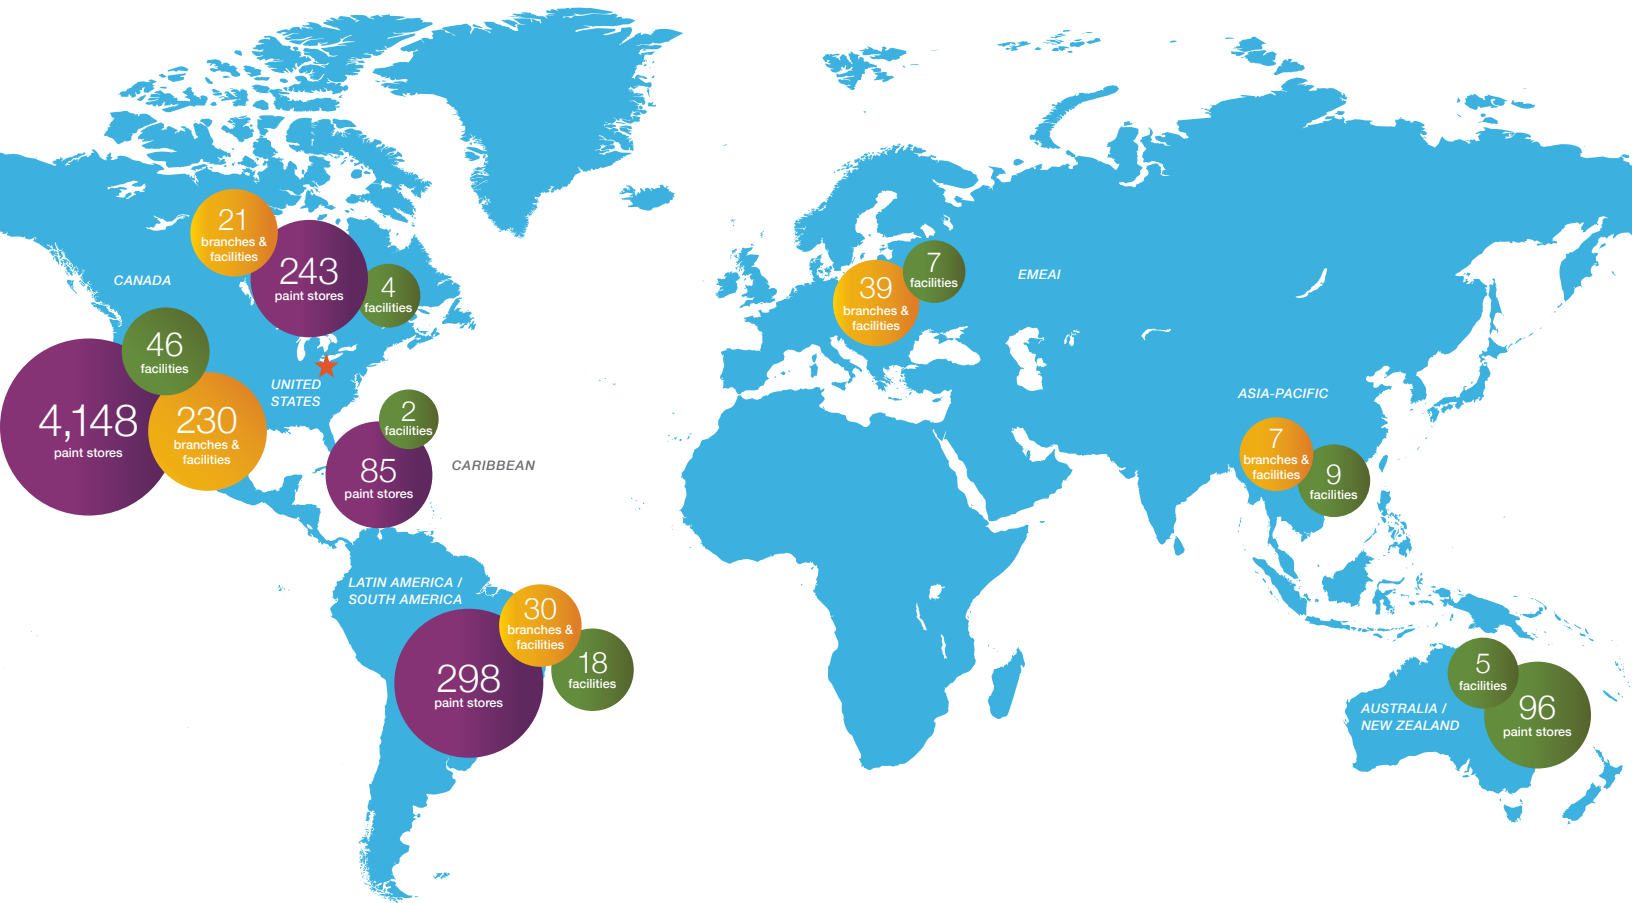 21
branches &
facilities
243
paint stores
4
facilities
CANADA
46
facilities
4,148
paint stores
230
branches &
facilities
UNITED
STATES
2
facilities
85
paint stores
CARIBBEAN
LATIN AMERICA /
SOUTH AMERICA
30
branches &
facilities
298
paint stores
18
facilities
7
facilities
39
branches &
facilities
EMEAI
ASIA-PACIFIC
7
branches &
facilities
9
facilities
5
facilities
96
paint stores
AUSTRALIA /
NEW ZEALAND